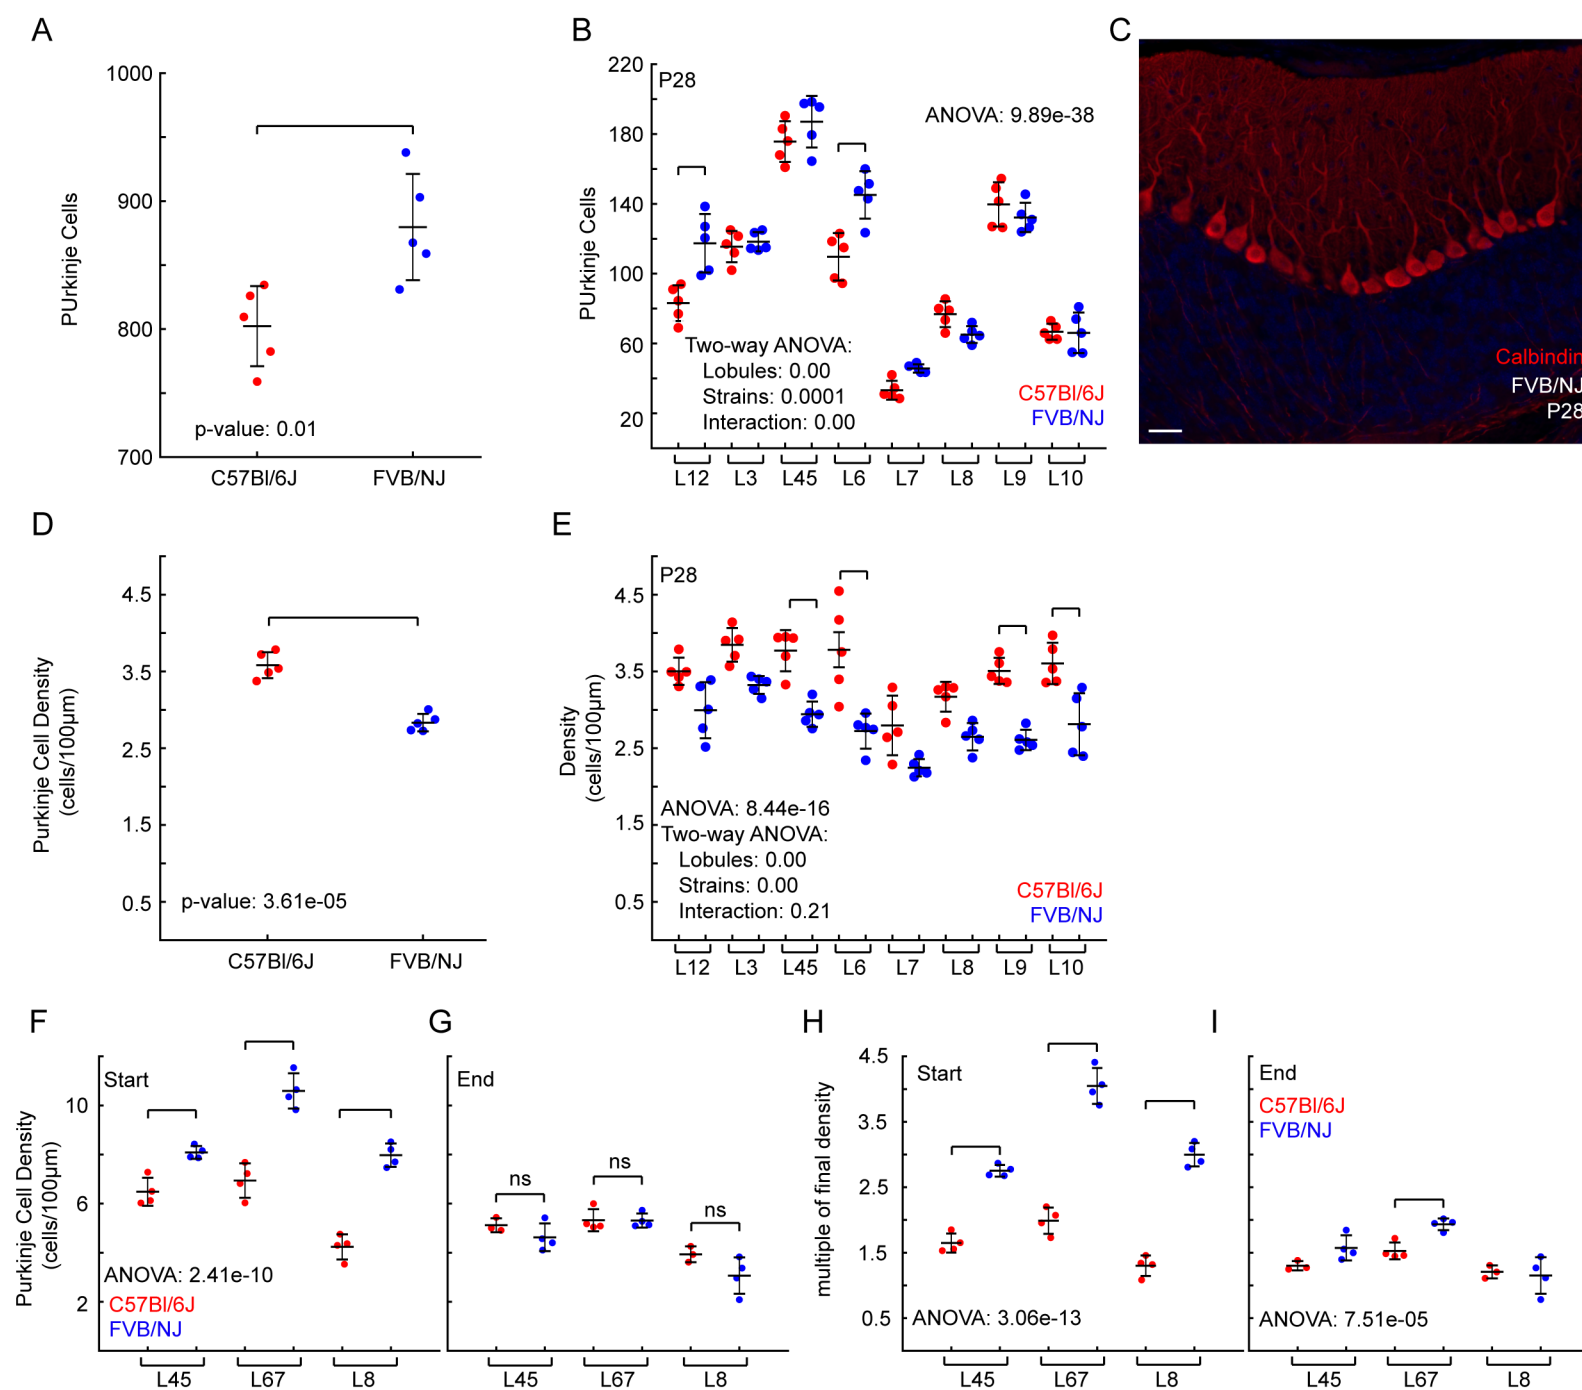 A
PUrkinje Cells
1000
900
800
700
p-value: 0.01
C57Bl/6J
FVB/NJ
B
PUrkinje Cells
220
180
140
100
60
20
P28
ANOVA: 9.89e-38
Two-way ANOVA:
Lobules: 0.00
Strains: 0.0001
Interaction: 0.00
C57Bl/6J
FVB/NJ
L12
L3
L45
L6
L7
L8
L9
L10
C
Calbindin
FVB/NJ
P28
D
Purkinje Cell Density
(cells/100μm)
4.5
3.5
2.5
1.5
0.5
p-value: 3.61e-05
C57Bl/6J
FVB/NJ
E
Density
(cells/100μm)
4.5
3.5
2.5
1.5
0.5
P28
ANOVA: 8.44e-16
Two-way ANOVA:
Lobules: 0.00
Strains: 0.00
Interaction: 0.21
C57Bl/6J
FVB/NJ
L12
L3
L45
L6
L7
L8
L9
L10
F
Purkinje Cell Density
(cells/100μm)
10
6
2
Start
ANOVA: 2.41e-10
C57Bl/6J
FVB/NJ
L45
L67
L8
G
End
ns
ns
ns
L45
L67
L8
H
multiple of final density
4.5
3.5
2.5
1.5
0.5
Start
ANOVA: 3.06e-13
L45
L67
L8
I
End
C57Bl/6J
FVB/NJ
ANOVA: 7.51e-05
L45
L67
L8